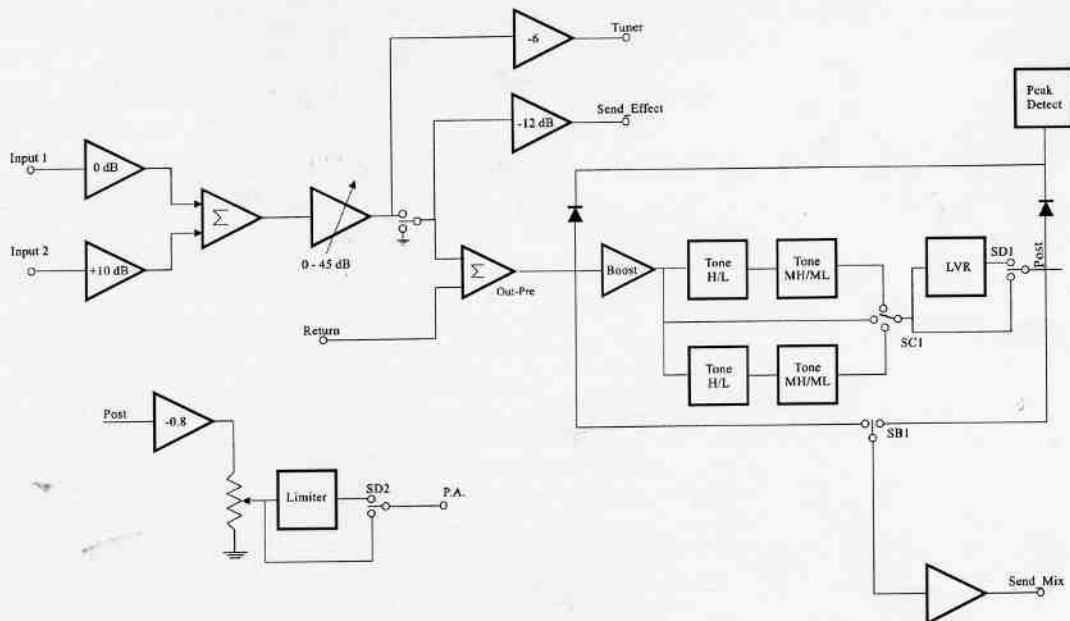 Tuner
-6
Send_Effect
-12 dB
Peak
Detect
Input 1
0 dB
Σ
0 - 45 dB
Input 2
+10 dB
Σ
Out-Pre
Return
Boost
Tone
H/L
Tone
MH/ML
LVR
SD1
Post
SC1
Tone
H/L
Tone
MH/ML
SB1
Post
-0.8
Limiter
SD2
P.A.
Send_Mix